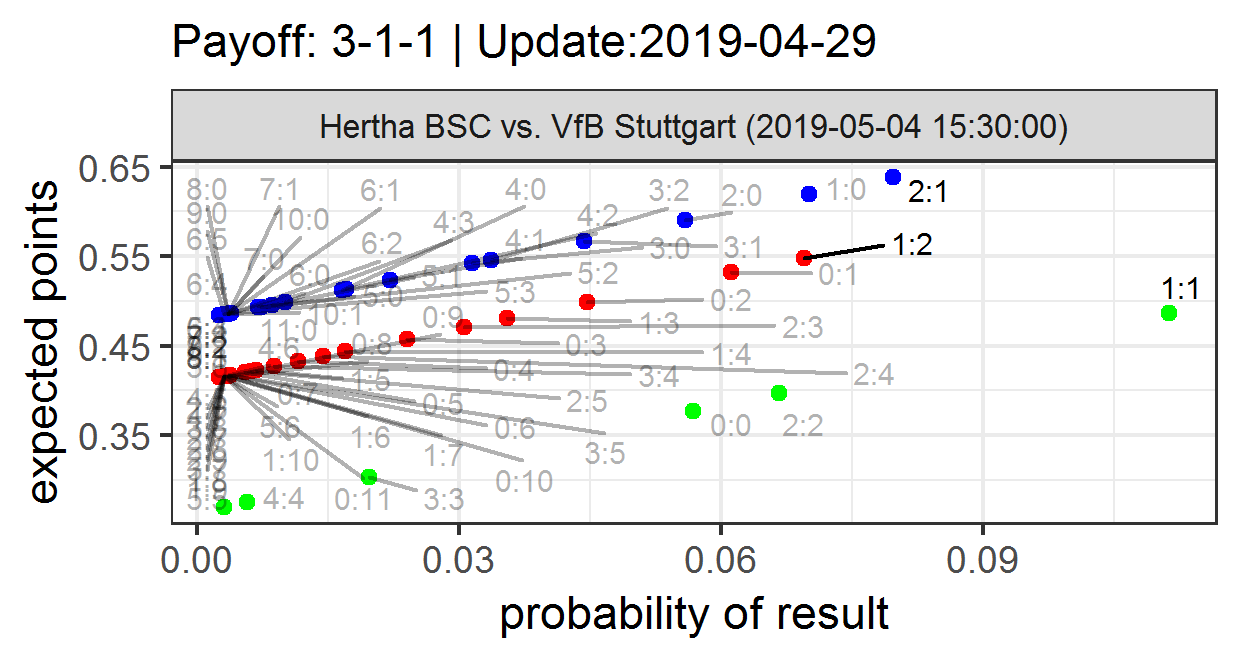 Payoff: 3-1-1 | Update:2019-04-29
Hertha BSC vs. VfB Stuttgart (2019-05-04 15:30:00)
expected points
0.65
0.55
0.45
0.35
8:0 7:1 6:1 4:0 3:2 2:0 1:0 2:1
9:0 10:0 4:3 4:2
6:5 6:2 4:1 3:0 3:1 1:2
7:0 6:0 5:1 5:2 0:1
6:4 5:0 5:3 0:2 1:1
11:0 10:1 0:9 1:3 2:3
4:6 0:8 0:3 1:4
1:5 0:4 3:4 2:4
0:7 0:5 2:5
5:6 1:6 0:6 0:0 2:2
1:10 1:7 3:5
0:10
4:4 0:11 3:3
0.00 0.03 0.06 0.09
probability of result